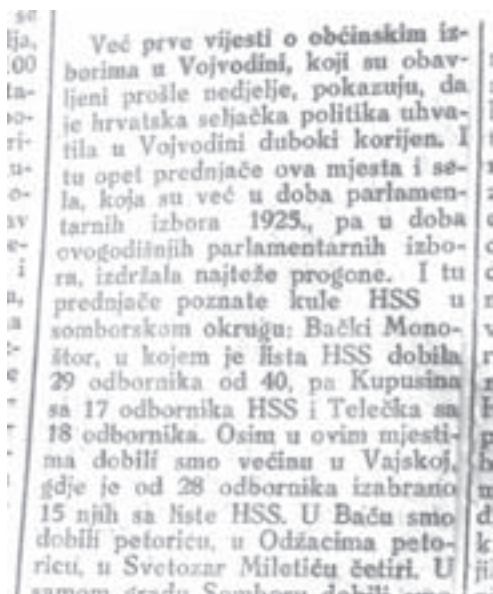 Već prve vijesti o občinskim iz-
borima u Vojvodini, koji su obav-
ljeni prošle nedjelje, pokazuju, da
je hrvatska seljačka politika uhva-
tila u Vojvodini duboki korijen. I
tu opet prednjače ova mjesta i se-
la, koja su već u doba parlamen-
tarnih izbora 1925., pa u doba
ovogodišnjih parlamentarnih izbo-
ra, izdržala najteže progone. I tu
prednjače poznate kule HSS u
somborskom okrugu: Bački Mono-
štor, u kojem je lista HSS dobila
29 odbornika od 40, pa Kupusina
sa 17 odbornika HSS i Telečka sa
18 odbornika. Osim u ovim mjesti-
ma dobili smo većinu u Vajskoj,
gdje je od 28 odbornika izabrano
15 njih sa liste HSS. U Baču smo
dobili petoricu, u Odžacima peto-
ricu, u Svetozar Miletiću četiri. U
samom gradu Somboru dobili